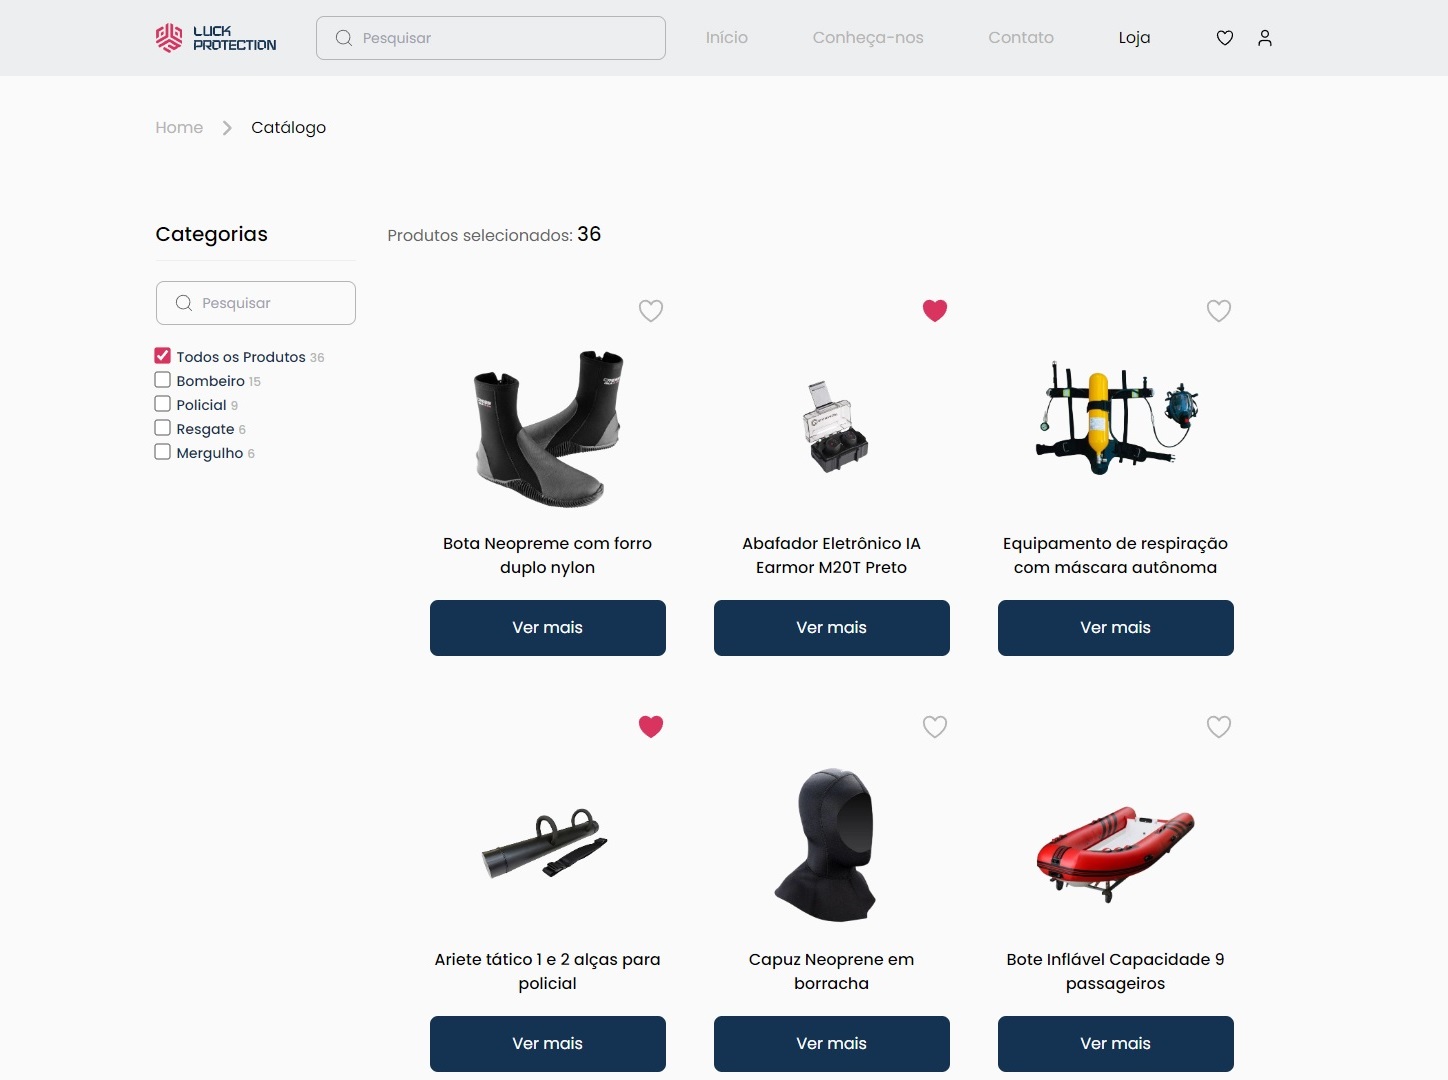 LUCK
PROTECTION
Pesquisar
Início
Conheça-nos
Contato
Loja
Home
Catálogo
Categorias
Produtos selecionados: 36
Pesquisar
Todos os Produtos 36
Bombeiro 15
Policial 9
Resgate 6
Mergulho 6
Bota Neopreme com forro
duplo nylon
Abafador Eletrônico IA
Earmor M20T Preto
Equipamento de respiração
com máscara autônoma
Ver mais
Ver mais
Ver mais
Ariete tático 1 e 2 alças para
policial
Capuz Neoprene em
borracha
Bote Inflável Capacidade 9
passageiros
Ver mais
Ver mais
Ver mais